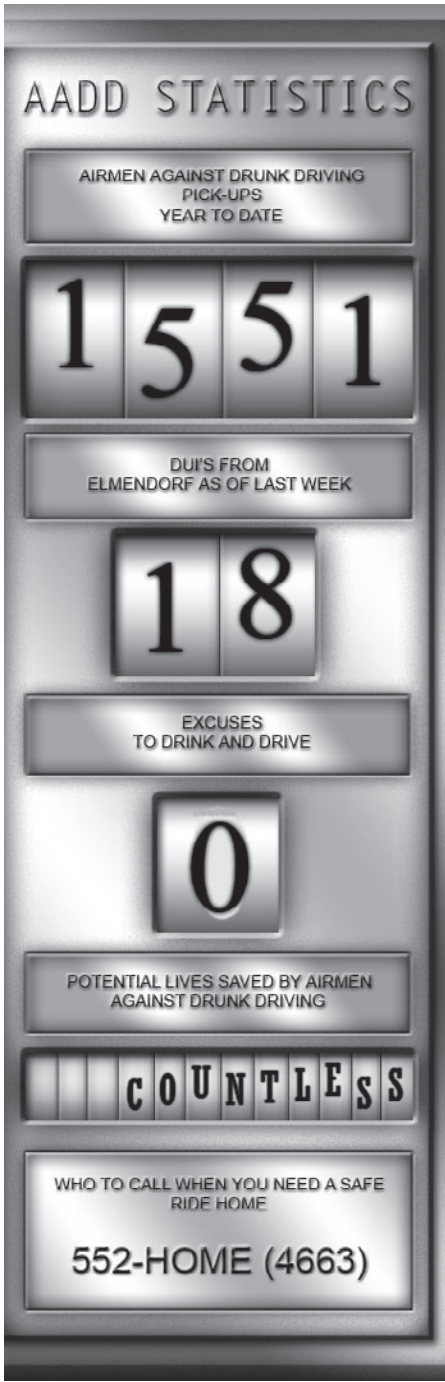 AADD STATISTICS
AIRMEN AGAINST DRUNK DRIVING
PICK-UPS
YEAR TO DATE
1551
DUI'S FROM
ELMENDORF AS OF LAST WEEK
18
EXCUSES
TO DRINK AND DRIVE
0
POTENTIAL LIVES SAVED BY AIRMEN
AGAINST DRUNK DRIVING
COUNTLESS
WHO TO CALL WHEN YOU NEED A SAFE
RIDE HOME
552-HOME (4663)